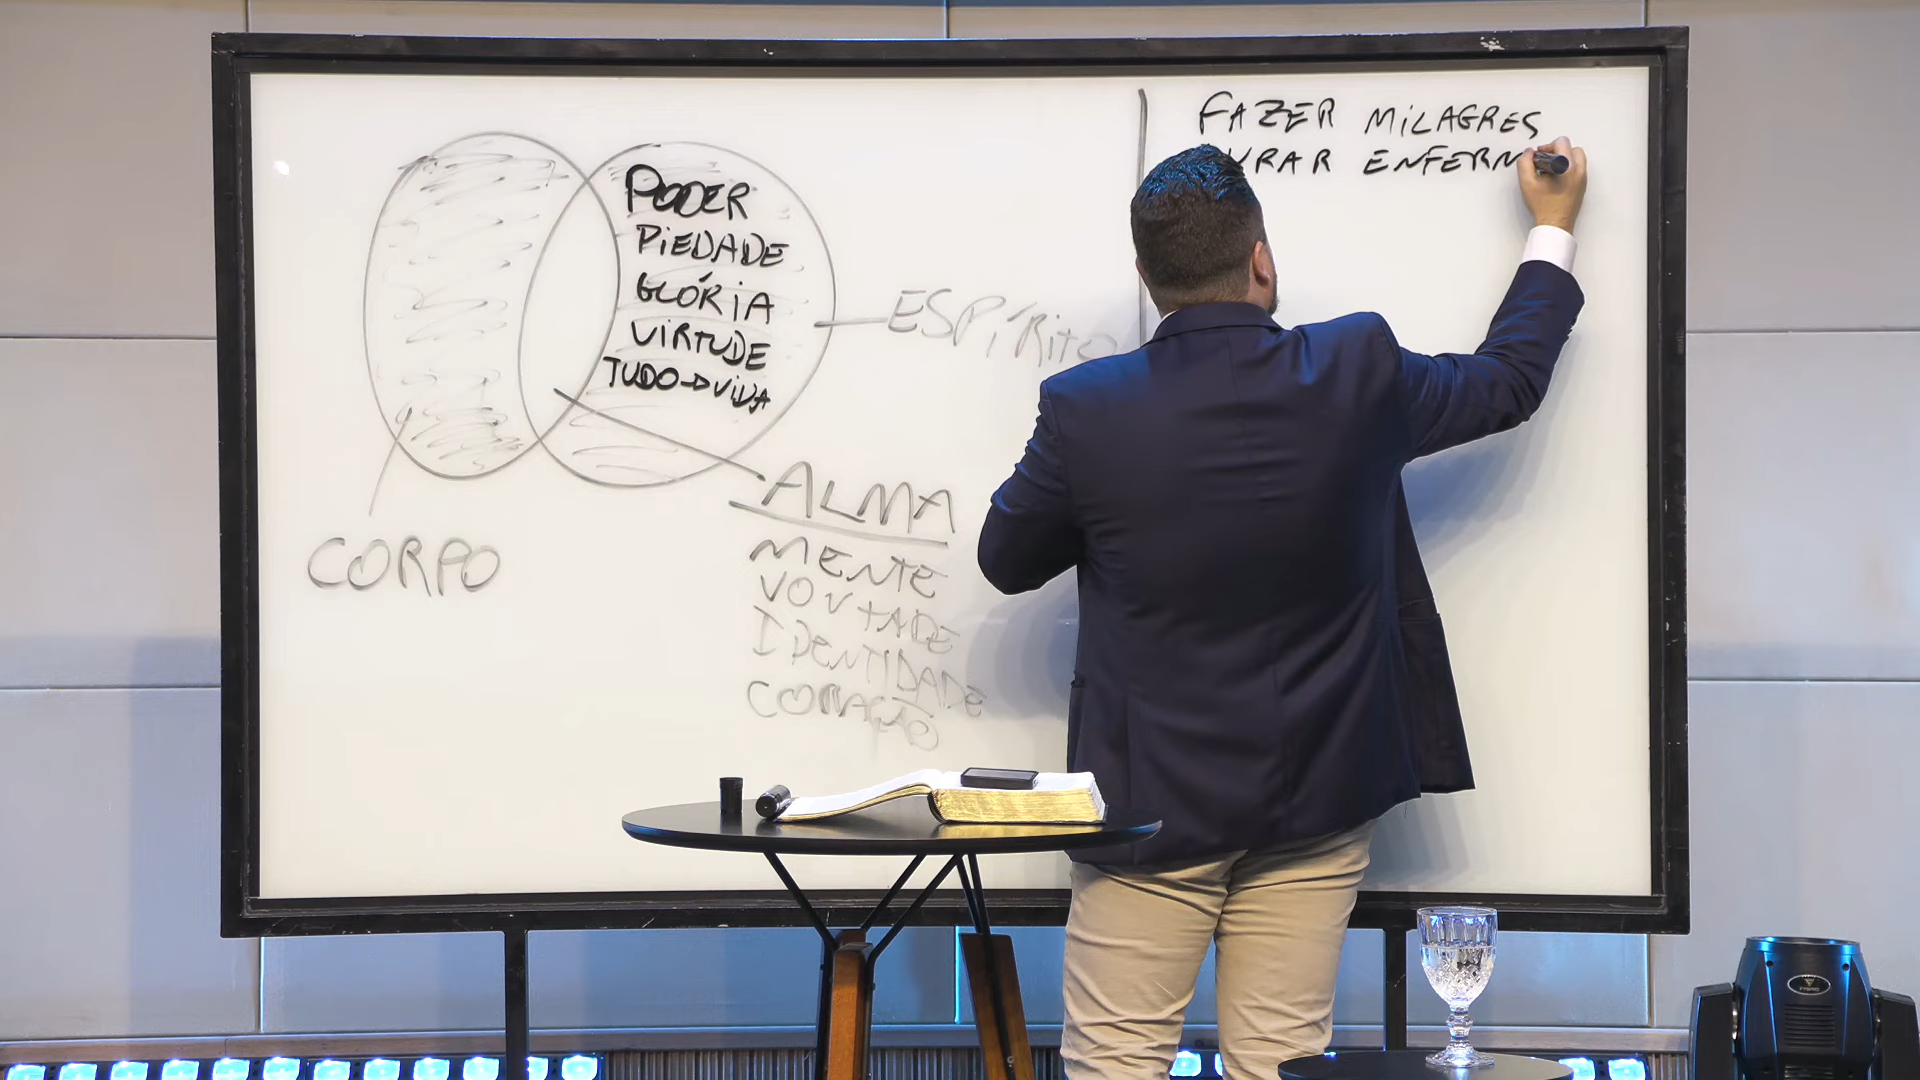 PODER
PIEDADE
GLÓRIA
VIRTUDE
TUDO→VIDA
ESPÍRITO
ALMA
MENTE
VONTADE
IDENTIDADE
CORAÇÃO
CORPO
FAZER MILAGRES
URAR ENFERM